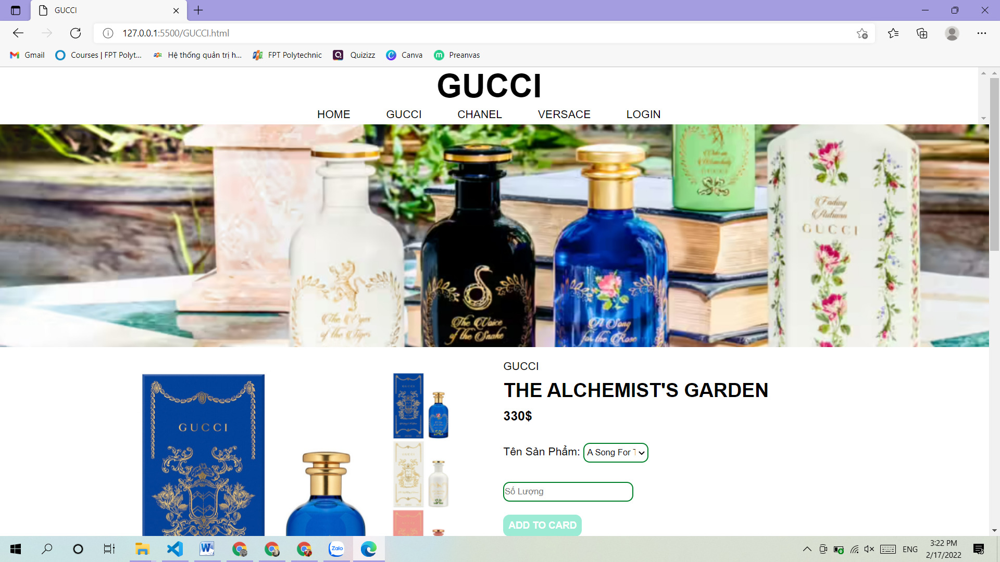 GUCCI
127.0.0.1:5500/GUCCI.html
Gmail
Courses | FPT Polyt...
Hệ thống quản trị h...
FPT Polytechnic
Quizizz
Canva
Preanvas
GUCCI
HOME GUCCI CHANEL VERSACE LOGIN
Fading
Autumn
GUCCI
The Eyes
of the Tiger
The Voice
of the Snake
A Song
for the Rose
GUCCI
THE ALCHEMIST'S GARDEN
330$
Tên Sản Phẩm: A Song For T
Số Lượng
ADD TO CARD
GUCCI
GUCCI
GUCCI
Zalo
ENG
3:22 PM
2/17/2022